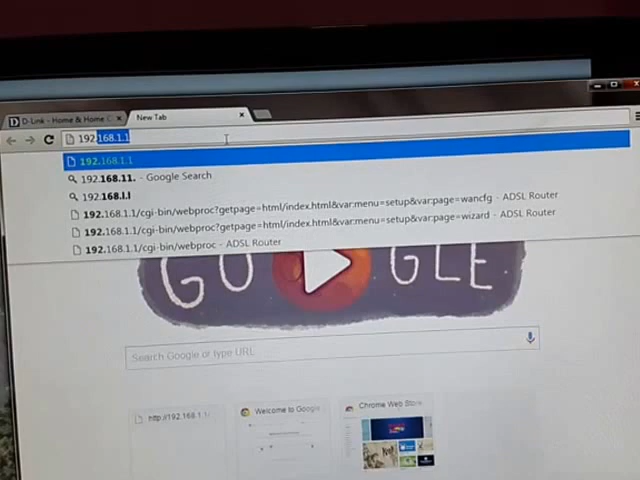 D-Link - Home & Home
New Tab
192.168.1.1
192.168.1.1
192.168.11. - Google Search
192.168.l.l
192.168.1.1/cgi-bin/webproc?getpage=html/index.html&var:menu=setup&var:page=wancfg - ADSL Router
192.168.1.1/cgi-bin/webproc?getpage=html/index.html&var:menu=setup&var:page=wizard - ADSL Router
192.168.1.1/cgi-bin/webproc - ADSL Router
GO GLE
Search Google or type URL
http://192.168.1.1/
Welcome to Google
Chrome Web Store